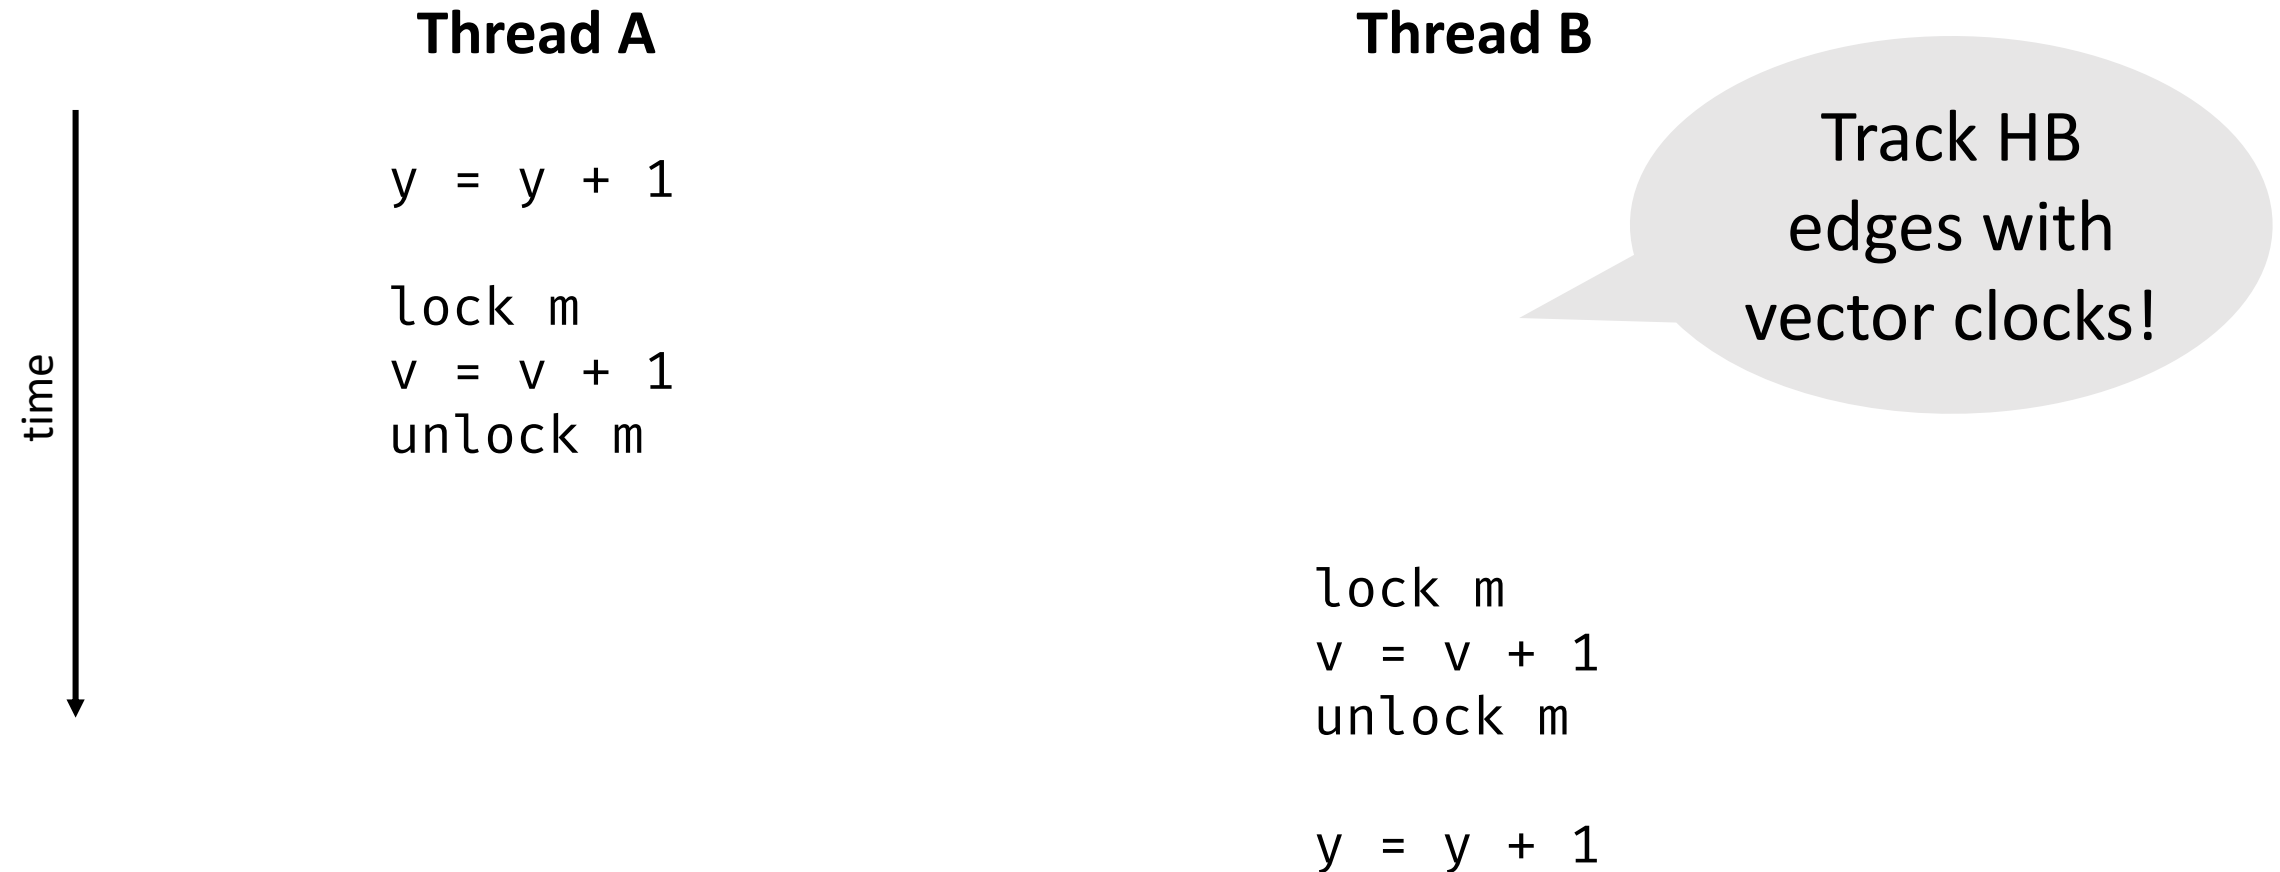 Thread A
Thread B
Track HB
edges with
vector clocks!
time
y = y + 1
lock m
v = v + 1
unlock m
lock m
v = v + 1
unlock m
y = y + 1